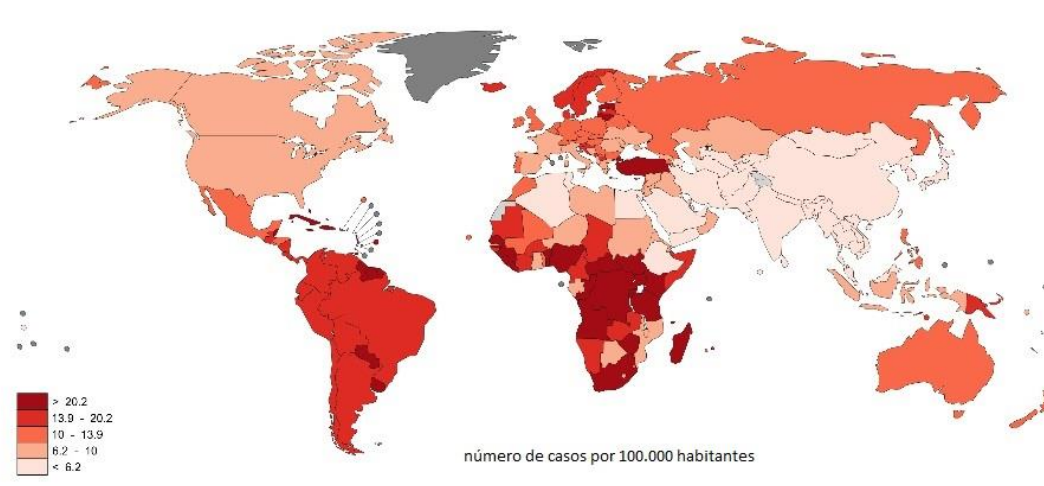 > 20.2
13.9 - 20.2
10 - 13.9
6.2 - 10
< 6.2
número de casos por 100.000 habitantes